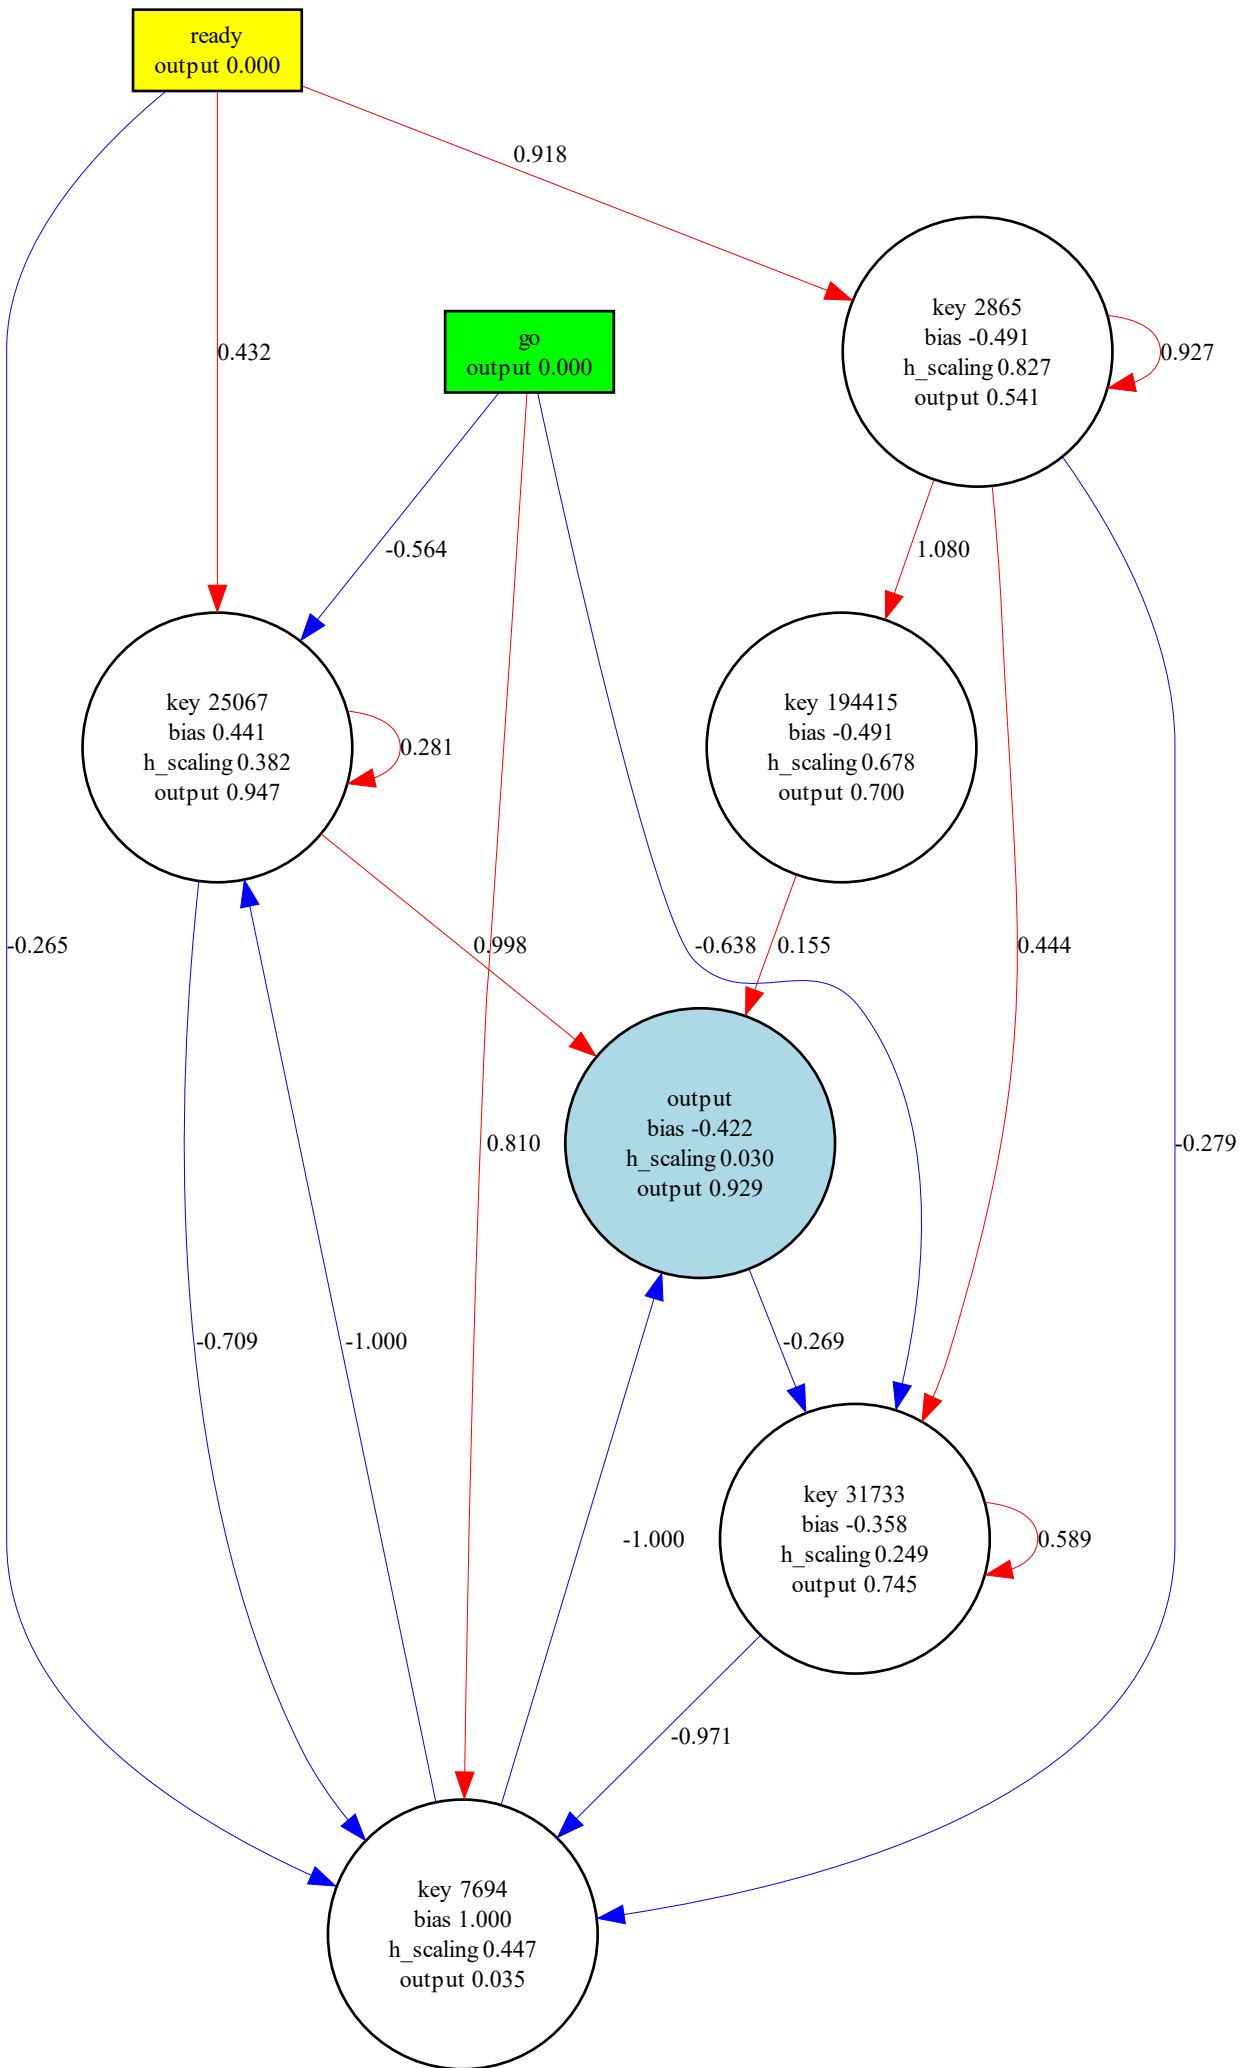 ready
output 0.000
0.918
go
output 0.000
0.432
key 2865
bias -0.491
h_scaling 0.827
output 0.541
0.927
-0.564
1.080
key 25067
bias 0.441
h_scaling 0.382
output 0.947
0.281
key 194415
bias -0.491
h_scaling 0.678
output 0.700
-0.265
0.998
-0.638
0.155
0.444
output
bias -0.422
h_scaling 0.030
output 0.929
0.810
-0.279
-0.709
-1.000
-0.269
-1.000
key 31733
bias -0.358
h_scaling 0.249
output 0.745
0.589
-0.971
key 7694
bias 1.000
h_scaling 0.447
output 0.035